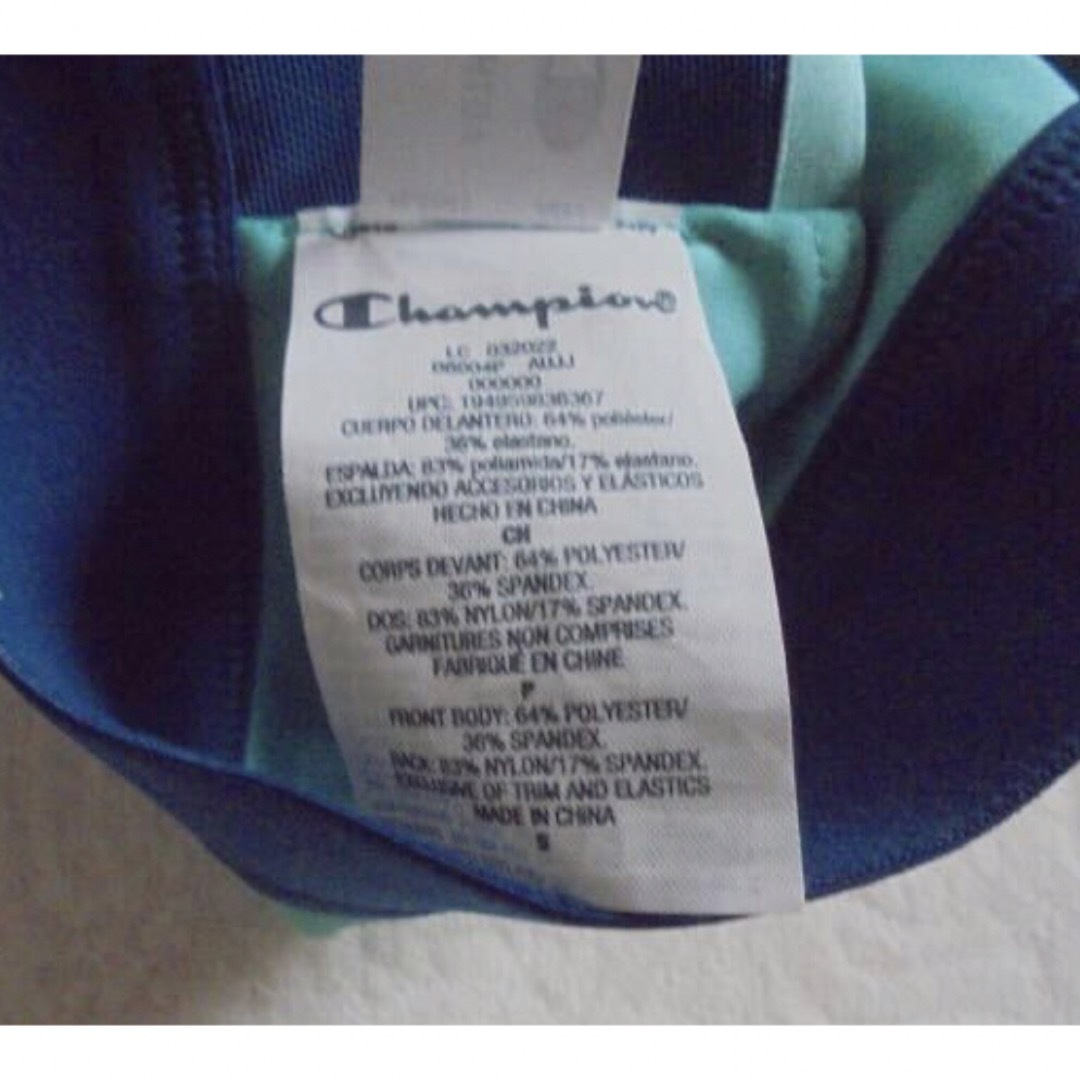 Champion®
LC 032022
UPC: 194959836367
CUERPO DELANTERO: 64% poliéster/
36% elastano.
ESPALDA: 83% poliamida/17% elastano.
EXCLUYENDO ACCESORIOS Y ELÁSTICOS
HECHO EN CHINA
CH
CORPS DEVANT: 64% POLYESTER/
36% SPANDEX.
DOS: 83% NYLON/17% SPANDEX.
GARNITURES NON COMPRISES
FABRIQUÉ EN CHINE
P
FRONT BODY: 64% POLYESTER/
36% SPANDEX.
BACK: 83% NYLON/17% SPANDEX.
EXCLUSIVE OF TRIM AND ELASTICS
MADE IN CHINA
S